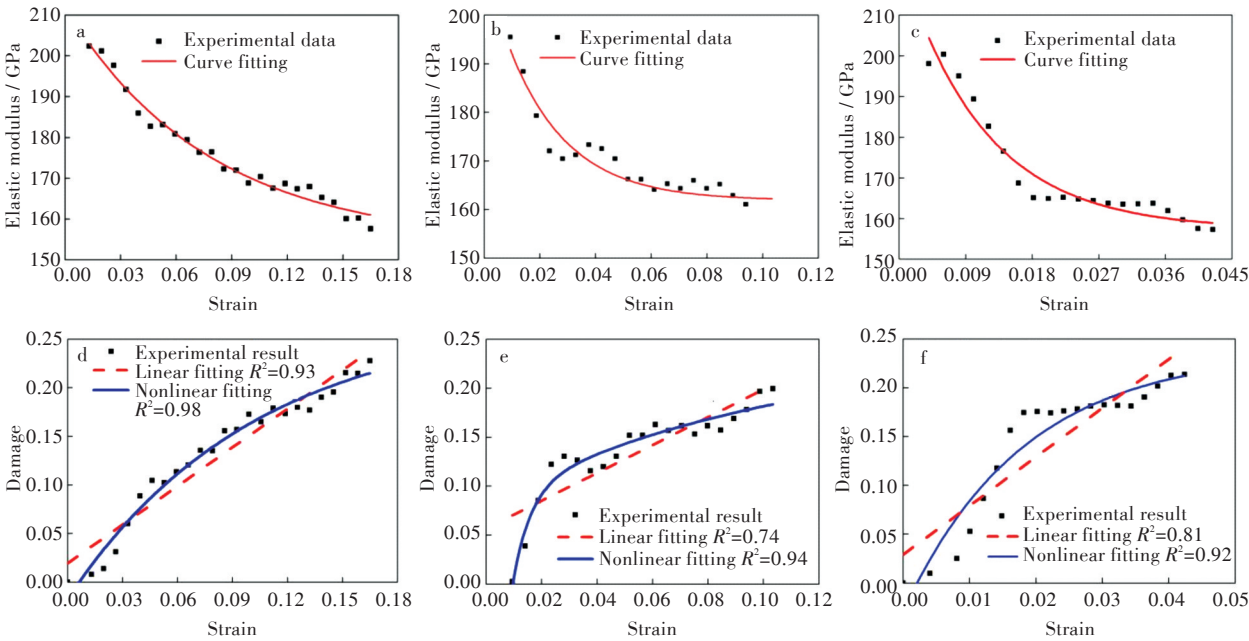 a
Experimental data
Curve fitting
Elastic modulus / GPa
210
200
190
180
170
160
150
0.00 0.03 0.06 0.09 0.12 0.15 0.18
Strain
b
Experimental data
Curve fitting
Elastic modulus / GPa
200
190
180
170
160
150
0.00 0.02 0.04 0.06 0.08 0.10 0.12
Strain
c
Experimental data
Curve fitting
Elastic modulus / GPa
210
200
190
180
170
160
150
0.000 0.009 0.018 0.027 0.036 0.045
Strain
d
Experimental result
Linear fitting R²=0.93
Nonlinear fitting
R²=0.98
Damage
0.25
0.20
0.15
0.10
0.05
0.00
0.00 0.03 0.06 0.09 0.12 0.15 0.18
Strain
e
Experimental result
Linear fitting R²=0.74
Nonlinear fitting R²=0.94
Damage
0.25
0.20
0.15
0.10
0.05
0.00
0.00 0.02 0.04 0.06 0.08 0.10 0.12
Strain
f
Experimental result
Linear fitting R²=0.81
Nonlinear fitting R²=0.92
Damage
0.25
0.20
0.15
0.10
0.05
0.00
0.00 0.01 0.02 0.03 0.04 0.05
Strain